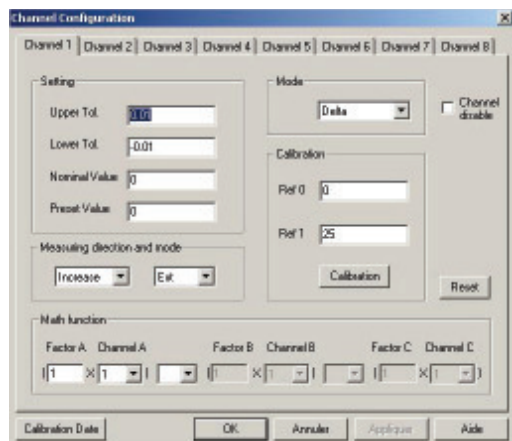 Channel Configuration
Channel 1 Channel 2 Channel 3 Channel 4 Channel 5 Channel 6 Channel 7 Channel 8
Setting
Upper Tol. 0.01
Lower Tol. -0.01
Nominal Value 0
Preset Value 0
Measuring direction and mode
Increase Ext
Mode
Delta
Channel disable
Calibration
Ref 0 0
Ref 1 25
Calibration
Reset
Math function
Factor A Channel A Factor B Channel B Factor C Channel C
(1 X 1 ) (1 X 1 ) (1 X 1 )
Calibration Date OK Annuler Appliquer Aide